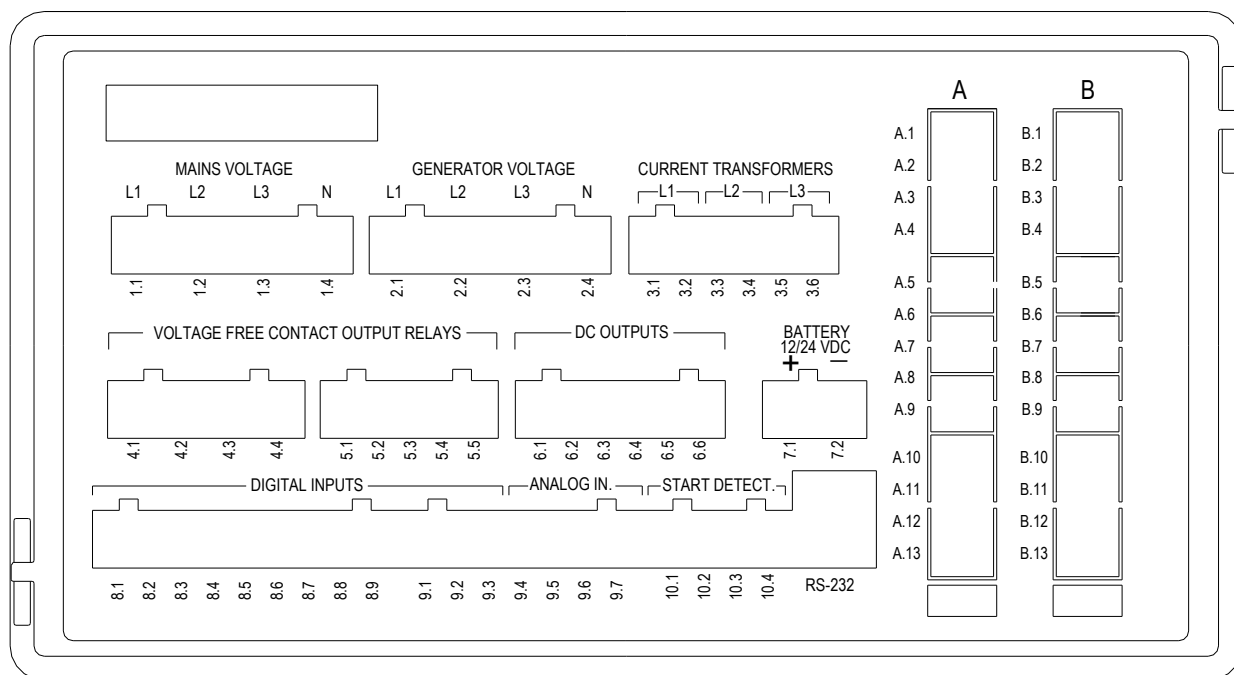 A B
MAINS VOLTAGE GENERATOR VOLTAGE CURRENT TRANSFORMERS
L1 L2 L3 N L1 L2 L3 N L1 L2 L3
1.1 1.2 1.3 1.4 2.1 2.2 2.3 2.4 3.1 3.2 3.3 3.4 3.5 3.6
VOLTAGE FREE CONTACT OUTPUT RELAYS DC OUTPUTS BATTERY
12/24 VDC
+ −
4.1 4.2 4.3 4.4 5.1 5.2 5.3 5.4 5.5 6.1 6.2 6.3 6.4 6.5 6.6 7.1 7.2
DIGITAL INPUTS ANALOG IN. START DETECT.
8.1 8.2 8.3 8.4 8.5 8.6 8.7 8.8 8.9 9.1 9.2 9.3 9.4 9.5 9.6 9.7 10.1 10.2 10.3 10.4 RS-232
A.1 B.1
A.2 B.2
A.3 B.3
A.4 B.4
A.5 B.5
A.6 B.6
A.7 B.7
A.8 B.8
A.9 B.9
A.10 B.10
A.11 B.11
A.12 B.12
A.13 B.13